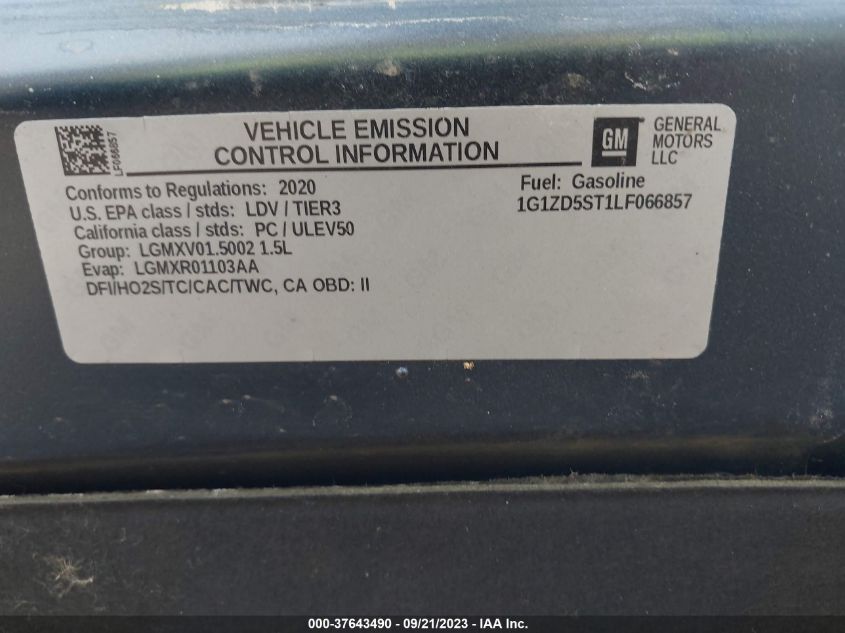 VEHICLE EMISSION
CONTROL INFORMATION
LF066857
GM
GENERAL
MOTORS
LLC
Conforms to Regulations: 2020
U.S. EPA class / stds: LDV / TIER3
California class / stds: PC / ULEV50
Group: LGMXV01.5002 1.5L
Evap: LGMXR01103AA
DFI/HO2S/TC/CAC/TWC, CA OBD: II
Fuel: Gasoline
1G1ZD5ST1LF066857
000-37643490 - 09/21/2023 - IAA Inc.